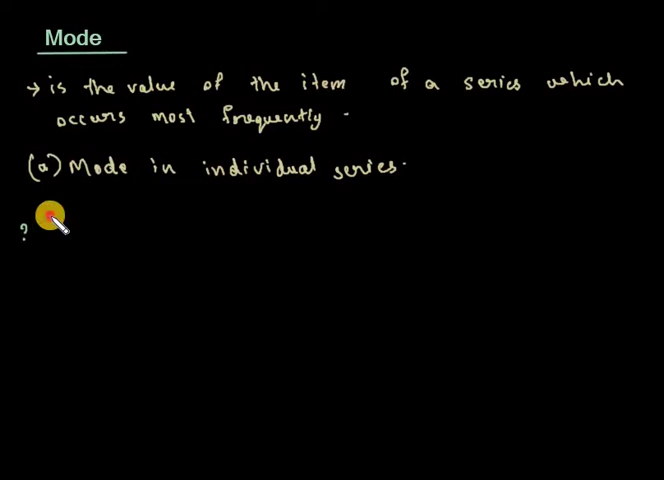 Mode
→ is the value of the item of a series which
occurs most frequently.
(a) Mode in individual series.
?